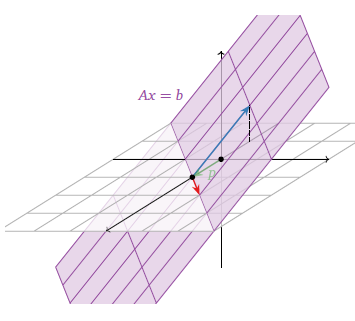 Ax = b
p